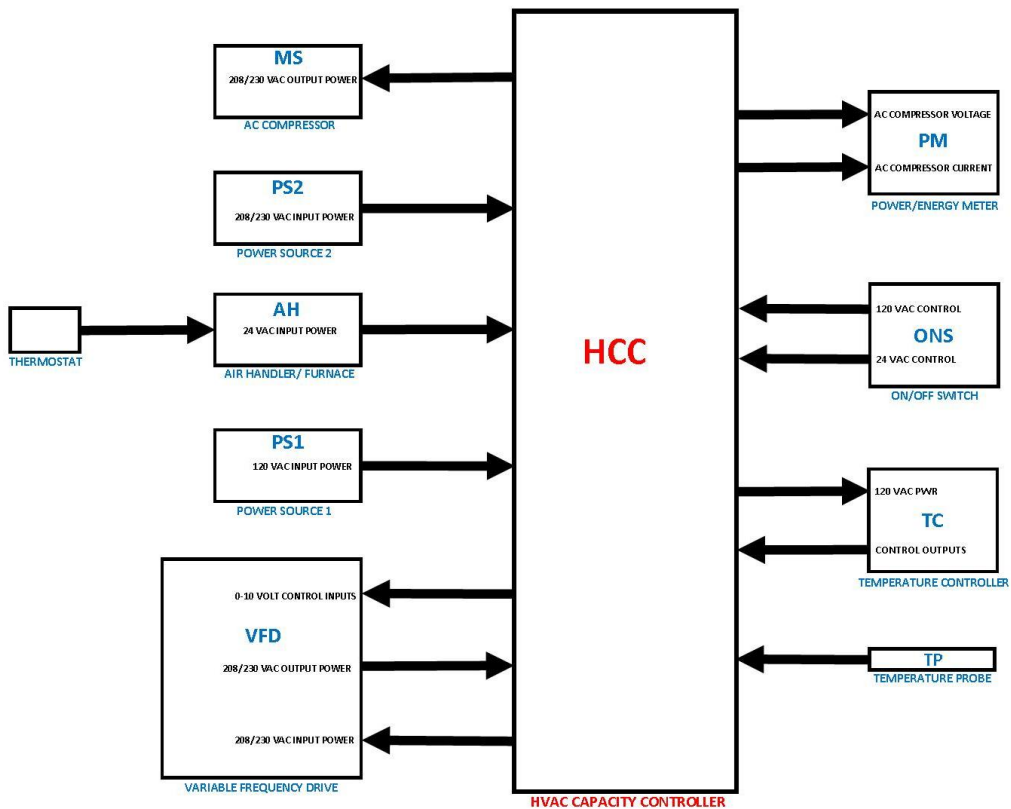 MS
208/230 VAC OUTPUT POWER
AC COMPRESSOR
PS2
208/230 VAC INPUT POWER
POWER SOURCE 2
THERMOSTAT
AH
24 VAC INPUT POWER
AIR HANDLER/ FURNACE
PS1
120 VAC INPUT POWER
POWER SOURCE 1
0-10 VOLT CONTROL INPUTS
VFD
208/230 VAC OUTPUT POWER
208/230 VAC INPUT POWER
VARIABLE FREQUENCY DRIVE
HCC
HVAC CAPACITY CONTROLLER
AC COMPRESSOR VOLTAGE
PM
AC COMPRESSOR CURRENT
POWER/ENERGY METER
120 VAC CONTROL
ONS
24 VAC CONTROL
ON/OFF SWITCH
120 VAC PWR
TC
CONTROL OUTPUTS
TEMPERATURE CONTROLLER
TP
TEMPERATURE PROBE